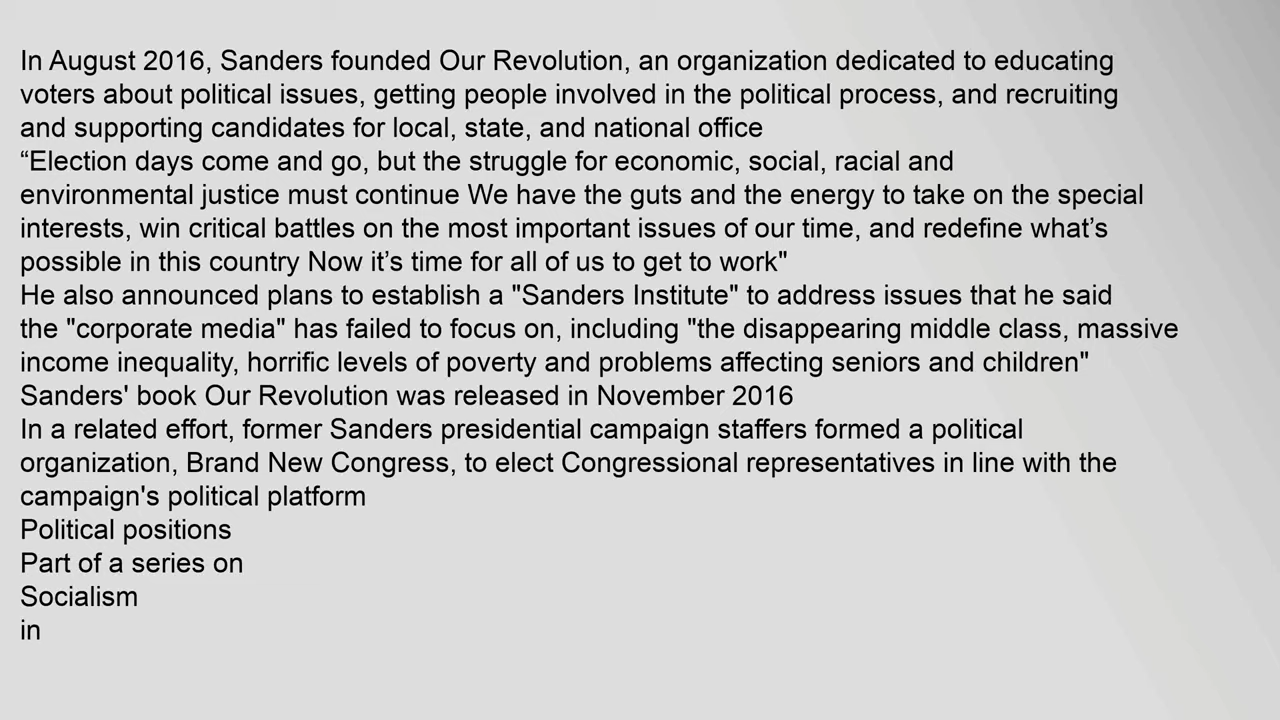 In August 2016, Sanders founded Our Revolution, an organization dedicated to educating
voters about political issues, getting people involved in the political process, and recruiting
and supporting candidates for local, state, and national office
“Election days come and go, but the struggle for economic, social, racial and
environmental justice must continue We have the guts and the energy to take on the special
interests, win critical battles on the most important issues of our time, and redefine what’s
possible in this country Now it’s time for all of us to get to work"
He also announced plans to establish a "Sanders Institute" to address issues that he said
the "corporate media" has failed to focus on, including "the disappearing middle class, massive
income inequality, horrific levels of poverty and problems affecting seniors and children"
Sanders' book Our Revolution was released in November 2016
In a related effort, former Sanders presidential campaign staffers formed a political
organization, Brand New Congress, to elect Congressional representatives in line with the
campaign's political platform
Political positions
Part of a series on
Socialism
in